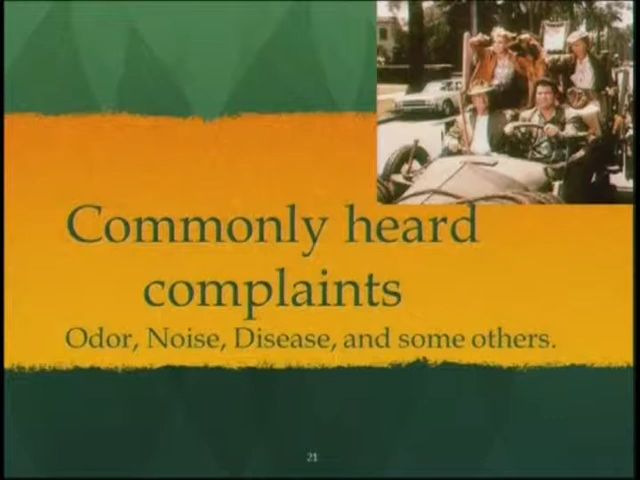 Commonly heard
complaints
Odor, Noise, Disease, and some others.
21